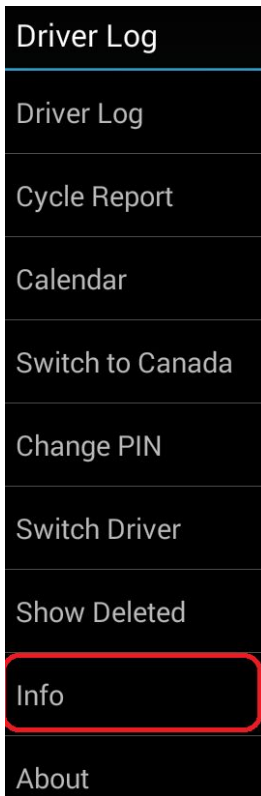 Driver Log
Driver Log
Cycle Report
Calendar
Switch to Canada
Change PIN
Switch Driver
Show Deleted
Info
About